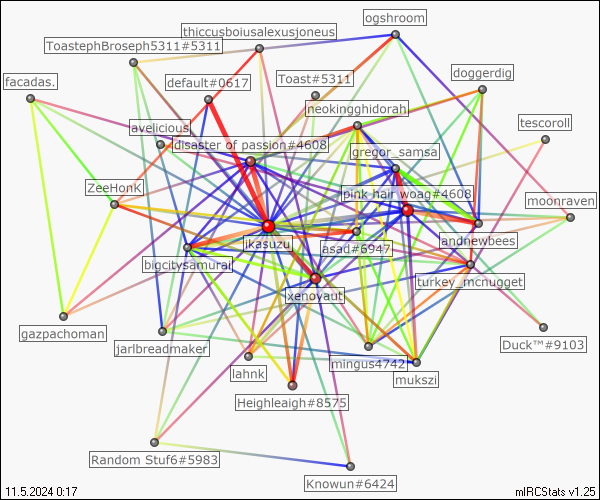 ogshroom
thiccusboiusalexusjoneus
ToastephBroseph5311#5311
facadas.
default#0617
Toast#5311
doggerdig
neokingghidorah
tescoroll
avelicious
disaster of passion#4608
gregor_samsa
ZeeHonK
pink hair woag#4608
moonraven
ikasuzu
asad#6947
andnewbees
bigcitysamurai
turkey_mcnugget
xenoyaut
gazpachoman
jarlbreadmaker
Duck™#9103
lahnk
mingus4742
mukszi
Heighleaigh#8575
Random Stuf6#5983
Knowun#6424
11.5.2024 0:17
mIRCStats v1.25